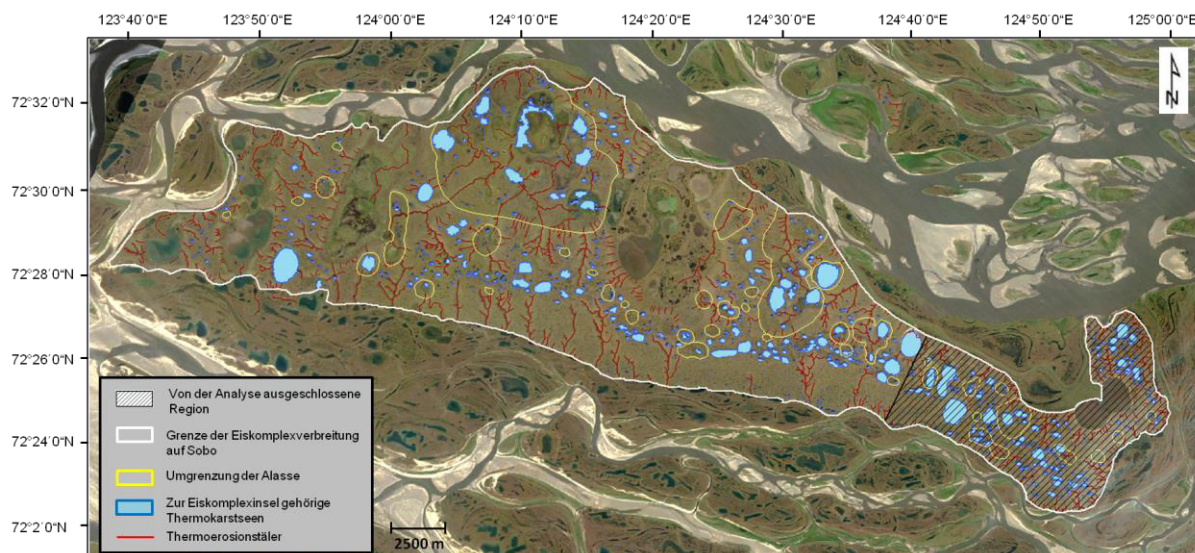 123°40'0"E 123°50'0"E 124°00'0"E 124°10'0"E 124°20'0"E 124°30'0"E 124°40'0"E 124°50'0"E 125°00'0"E
72°32'0"N
72°30'0"N
72°28'0"N
72°26'0"N
72°24'0"N
72°2'0"N
N
Von der Analyse ausgeschlossene
Region
Grenze der Eiskomplexverbreitung
auf Sobo
Umgrenzung der Alasse
Zur Eiskomplexinsel gehörige
Thermokarstseen
Thermoerosionstäler
2500 m